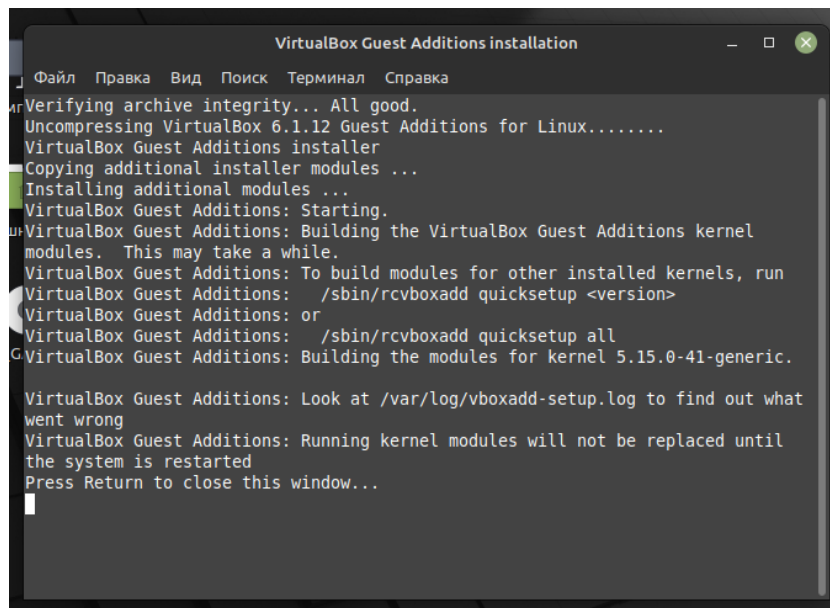 VirtualBox Guest Additions installation
Файл Правка Вид Поиск Терминал Справка
Verifying archive integrity... All good.
Uncompressing VirtualBox 6.1.12 Guest Additions for Linux........
VirtualBox Guest Additions installer
Copying additional installer modules ...
Installing additional modules ...
VirtualBox Guest Additions: Starting.
VirtualBox Guest Additions: Building the VirtualBox Guest Additions kernel
modules.  This may take a while.
VirtualBox Guest Additions: To build modules for other installed kernels, run
VirtualBox Guest Additions:   /sbin/rcvboxadd quicksetup <version>
VirtualBox Guest Additions: or
VirtualBox Guest Additions:   /sbin/rcvboxadd quicksetup all
VirtualBox Guest Additions: Building the modules for kernel 5.15.0-41-generic.
VirtualBox Guest Additions: Look at /var/log/vboxadd-setup.log to find out what
went wrong
VirtualBox Guest Additions: Running kernel modules will not be replaced until
the system is restarted
Press Return to close this window...